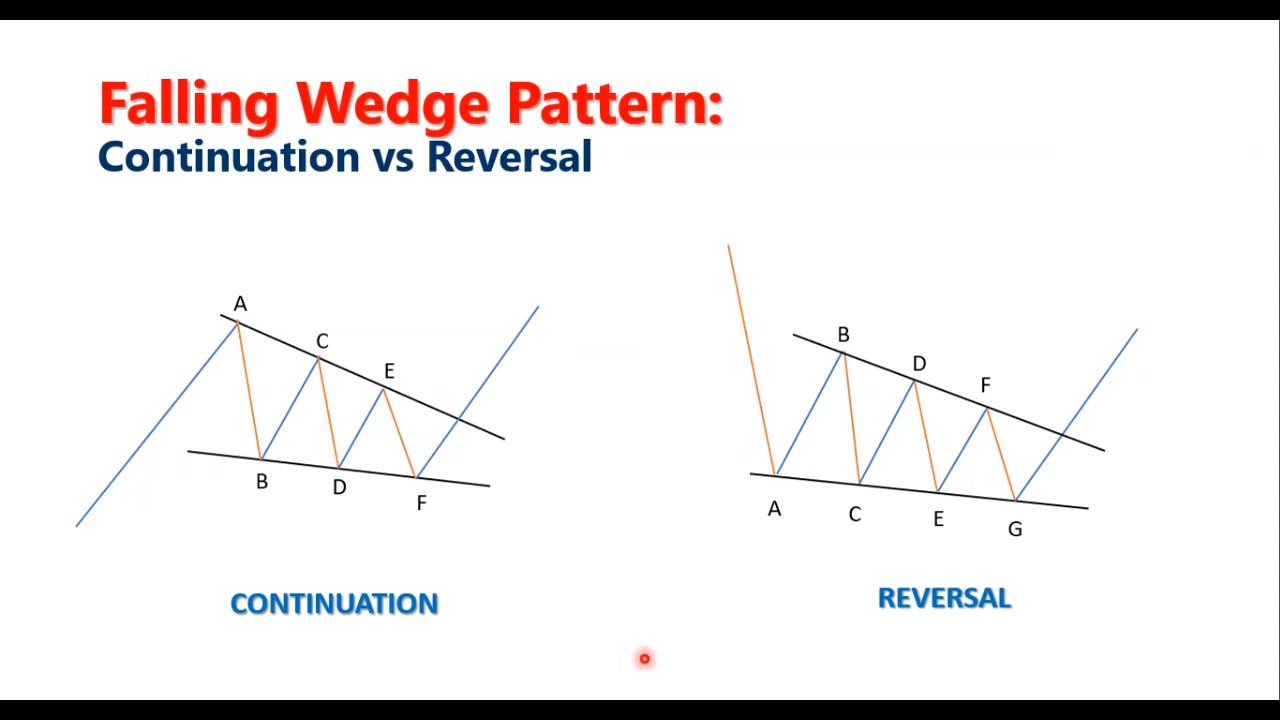 Falling Wedge Pattern:
Continuation vs Reversal
A
C
E
B
D
F
CONTINUATION
B
D
F
A
C
E
G
REVERSAL